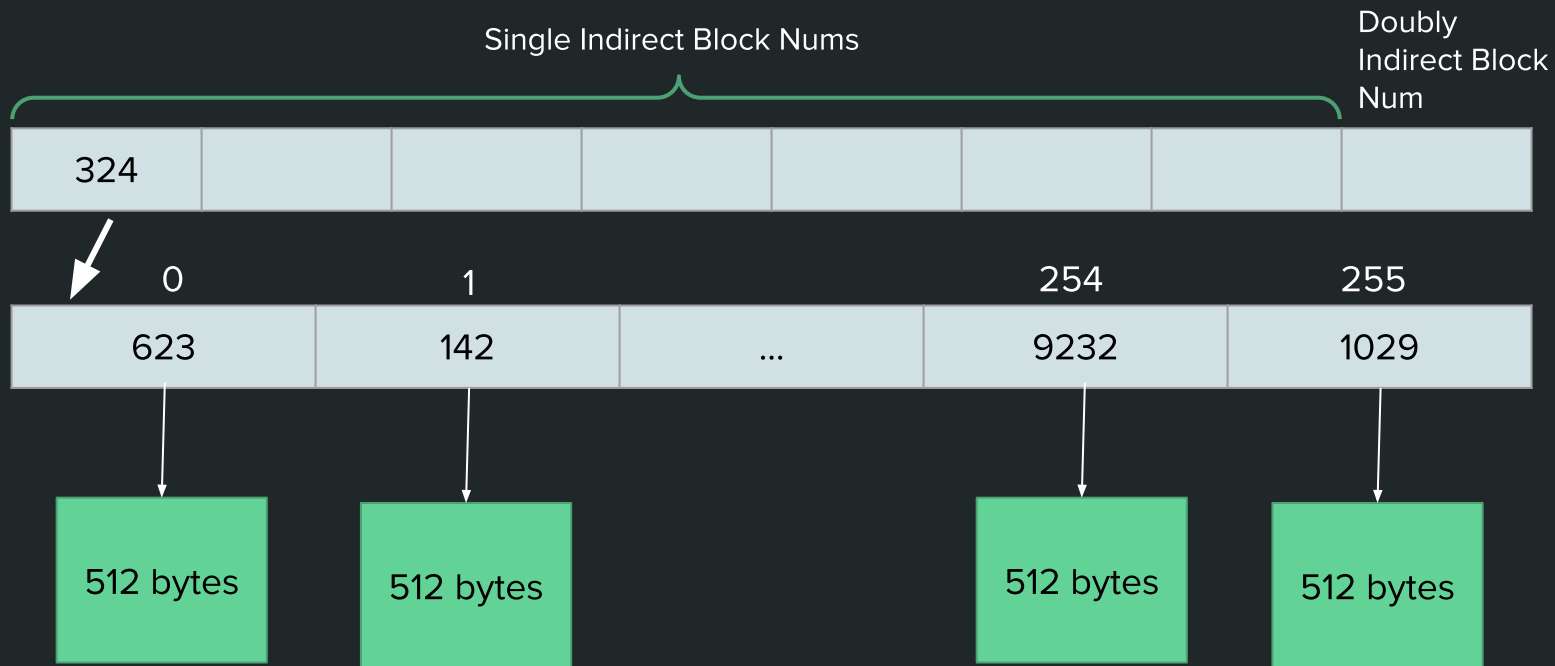 Single Indirect Block Nums
Doubly
Indirect Block
Num
324
0 1 254 255
623 142 ... 9232 1029
512 bytes 512 bytes 512 bytes 512 bytes